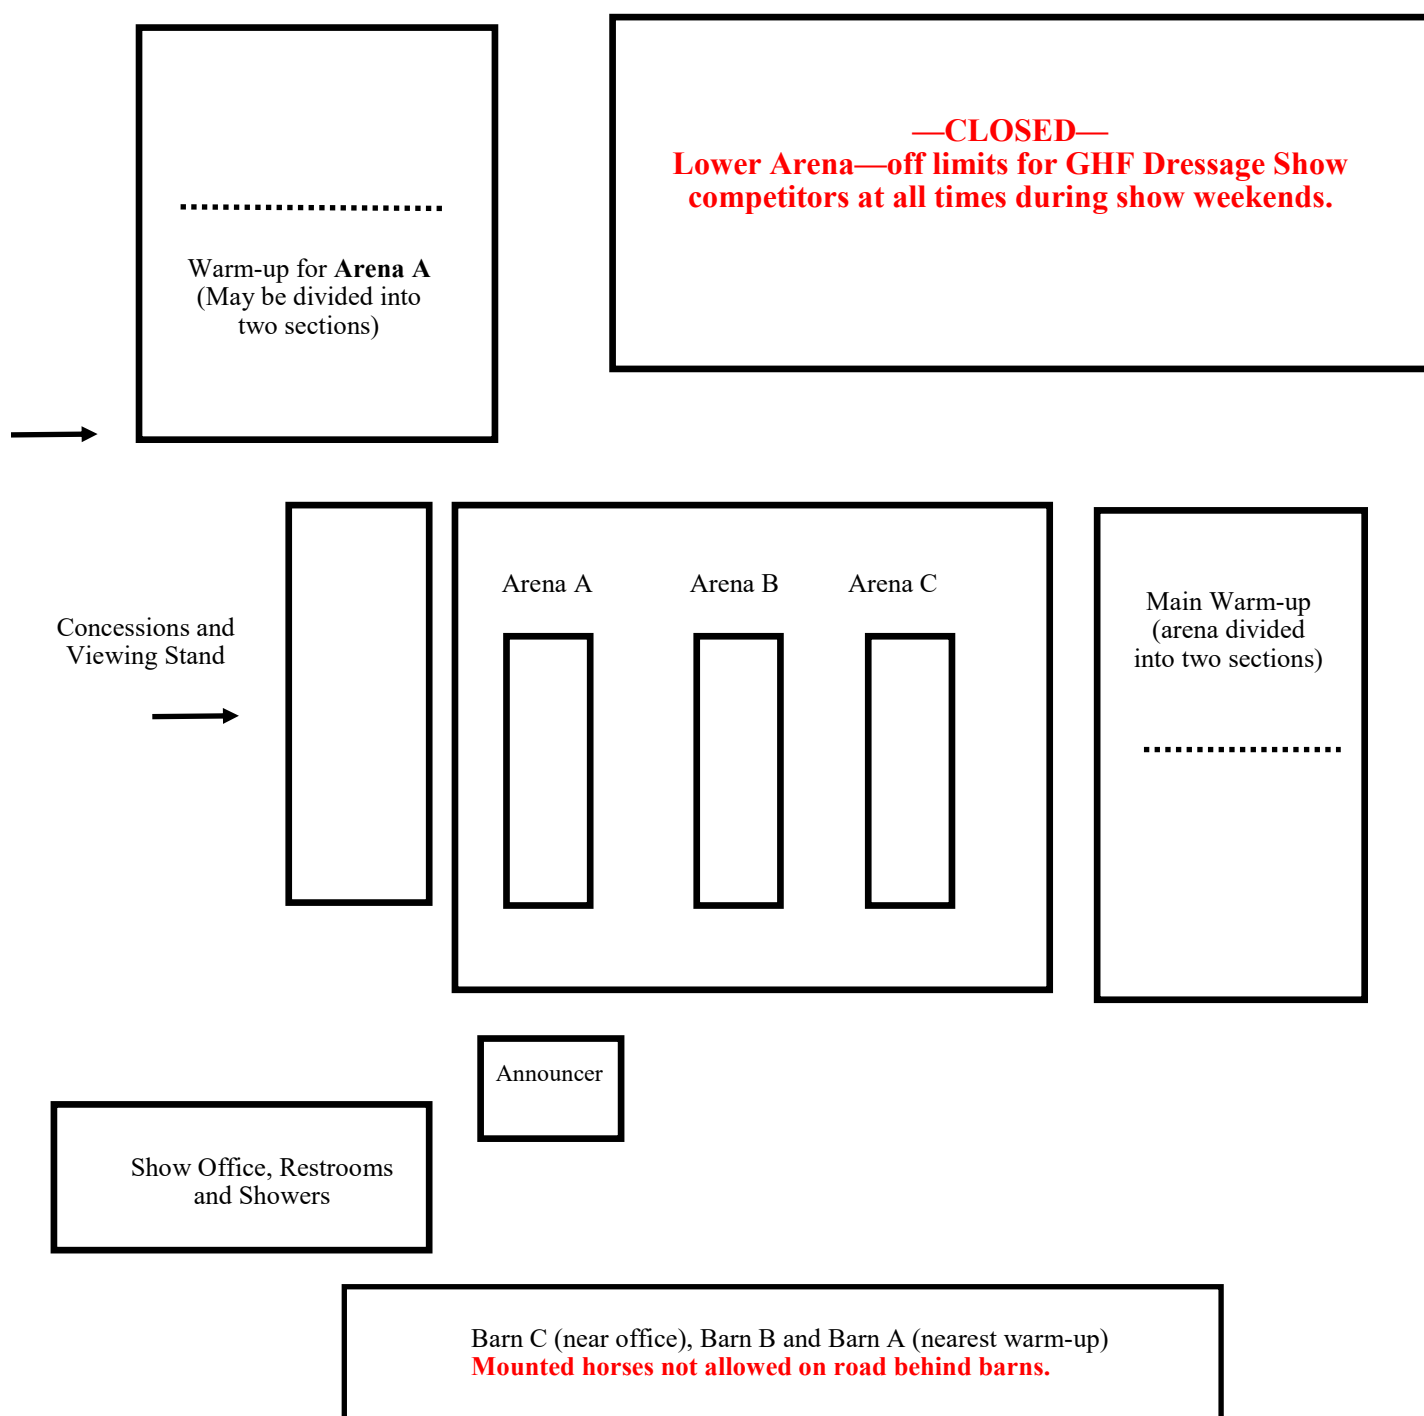 —CLOSED—
Lower Arena—off limits for GHF Dressage Show
competitors at all times during show weekends.
Warm-up for Arena A
(May be divided into
two sections)
Arena A
Arena B
Arena C
Main Warm-up
(arena divided
into two sections)
Concessions and
Viewing Stand
Announcer
Show Office, Restrooms
and Showers
Barn C (near office), Barn B and Barn A (nearest warm-up)
Mounted horses not allowed on road behind barns.